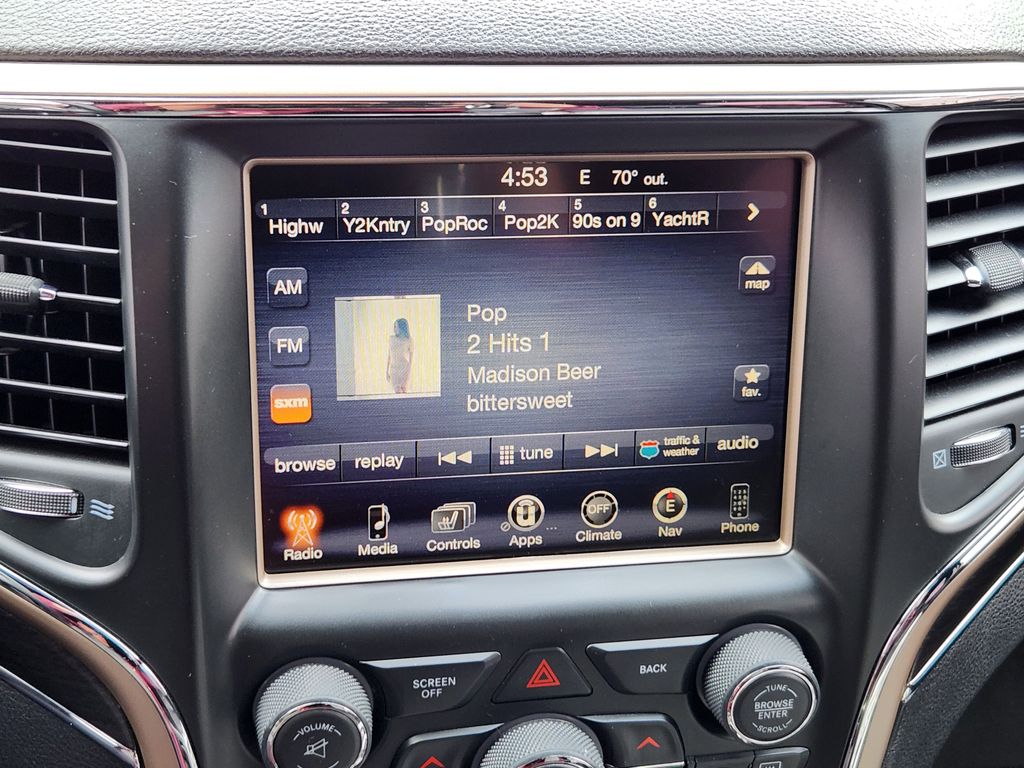 4:53 E 70° out.
1 Highw 2 Y2Kntry 3 PopRoc 4 Pop2K 5 90s on 9 6 YachtR
AM
map
Pop
FM
2 Hits 1
Madison Beer
fav.
sxm
bittersweet
browse replay tune traffic & weather audio
OFF E
Radio Media Controls Apps Climate Nav Phone
SCREEN OFF
BACK
VOLUME
TUNE
BROWSE
ENTER
SCROLL